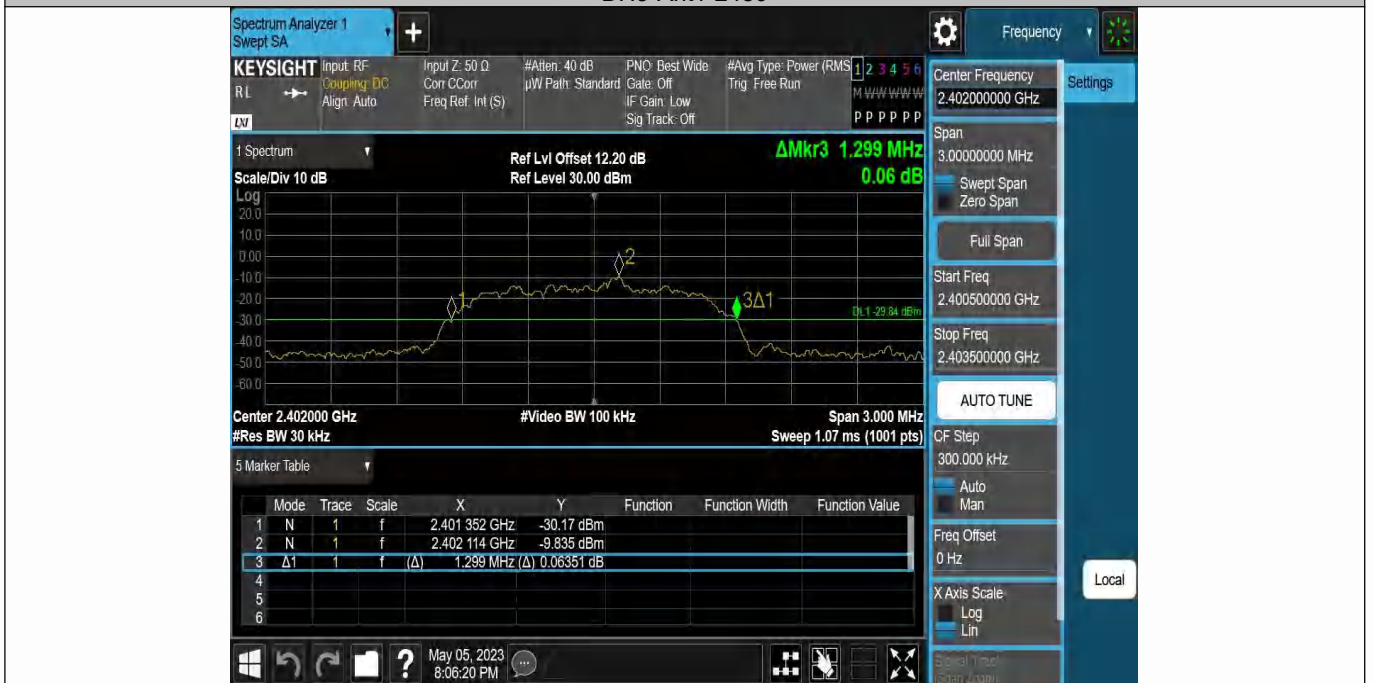 Spectrum Analyzer 1
Swept SA
+
Frequency
KEYSIGHT
RL
LXI
Input: RF
Coupling: DC
Align: Auto
Input Z: 50 Ω
Corr CCorr
Freq Ref: Int (S)
#Atten: 40 dB
µW Path: Standard
PNO: Best Wide
Gate: Off
IF Gain: Low
Sig Track: Off
#Avg Type: Power (RMS
Trig: Free Run
1 2 3 4 5 6
M W W W W W
P P P P P P
Center Frequency
2.402000000 GHz
Settings
Span
3.00000000 MHz
Swept Span
Zero Span
Full Span
Start Freq
2.400500000 GHz
Stop Freq
2.403500000 GHz
AUTO TUNE
CF Step
300.000 kHz
Auto
Man
Freq Offset
0 Hz
X Axis Scale
Log
Lin
Local
1 Spectrum
Scale/Div 10 dB
Ref Lvl Offset 12.20 dB
Ref Level 30.00 dBm
ΔMkr3 1.299 MHz
0.06 dB
Log
20.0
10.0
0.00
-10.0
-20.0
-30.0
-40.0
-50.0
-60.0
1
2
3Δ1
DL1 -29.84 dBm
Center 2.402000 GHz #Video BW 100 kHz Span 3.000 MHz
#Res BW 30 kHz Sweep 1.07 ms (1001 pts)
5 Marker Table
Mode Trace Scale X Y Function Function Width Function Value
1 N 1 f 2.401 352 GHz -30.17 dBm
2 N 1 f 2.402 114 GHz -9.835 dBm
3 Δ1 1 f (Δ) 1.299 MHz (Δ) 0.06351 dB
4
5
6
?
May 05, 2023
8:06:20 PM